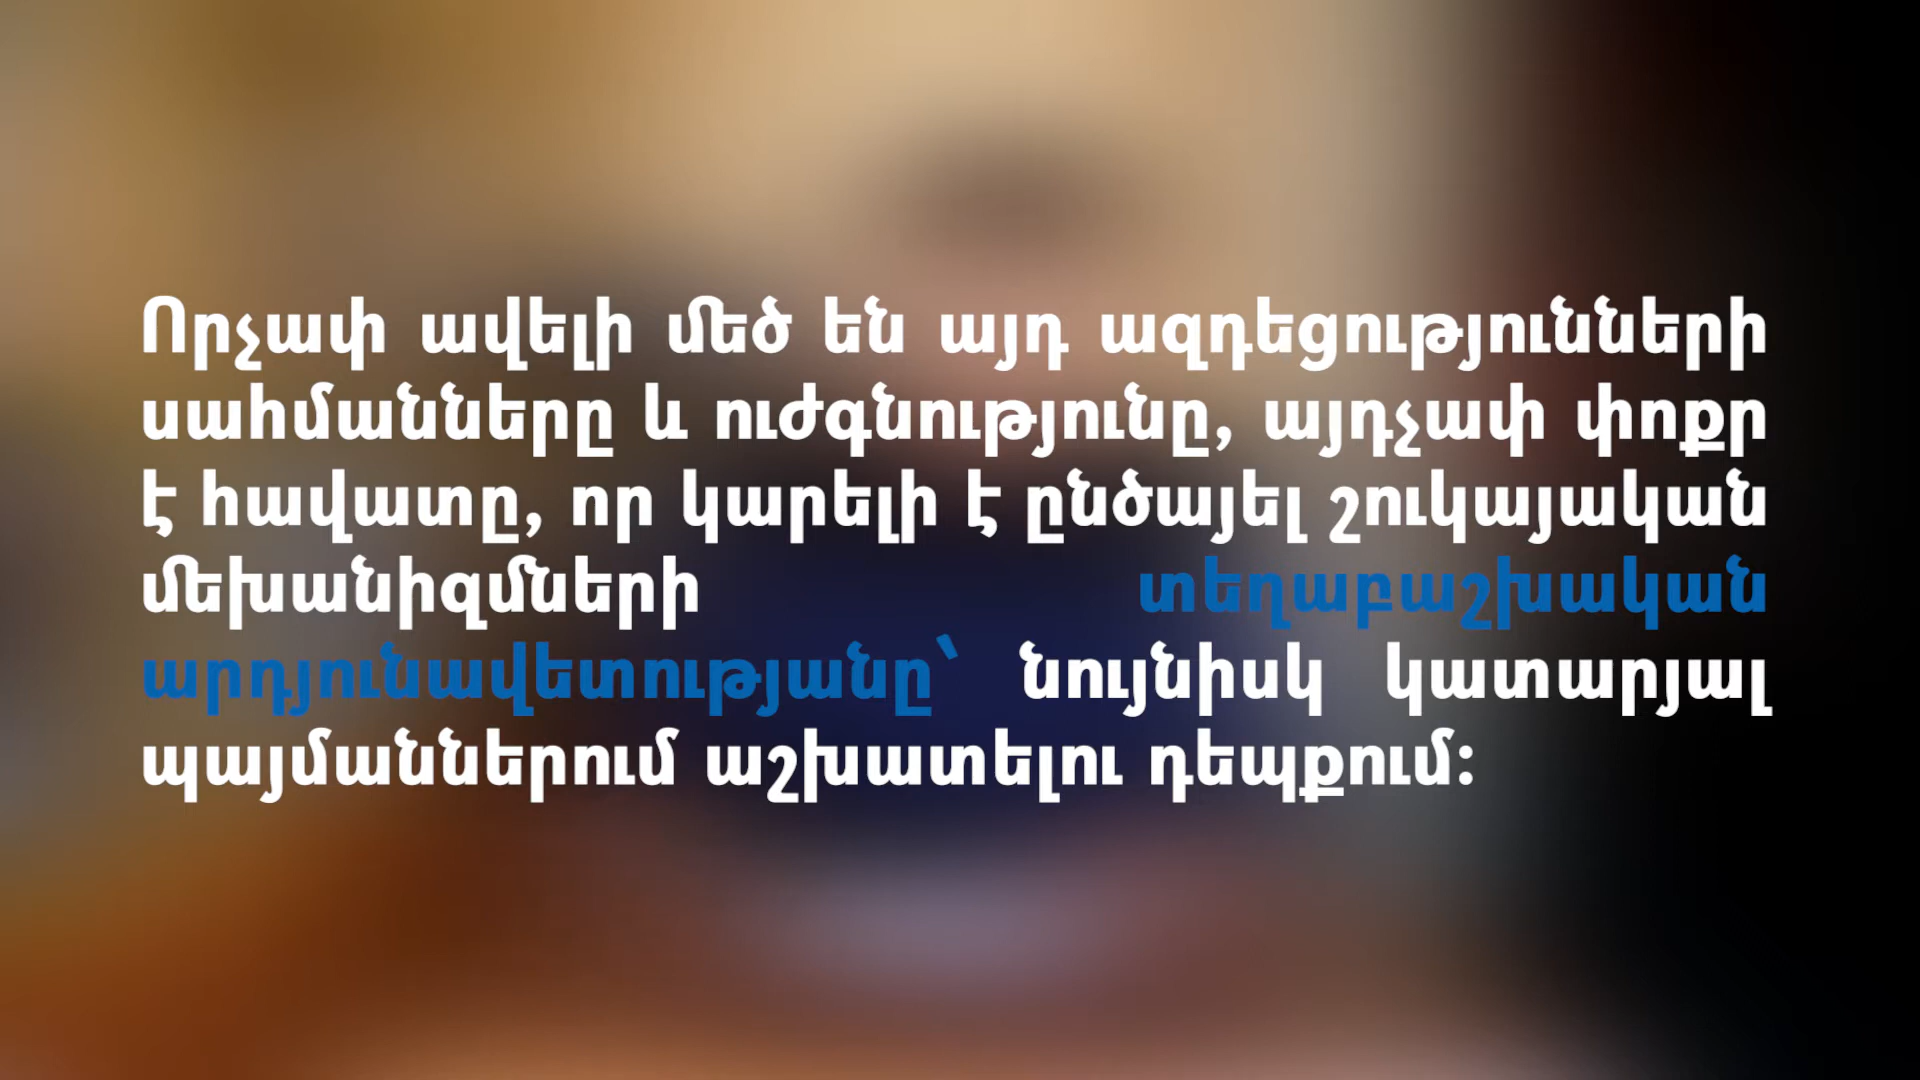 Որչափ ավելի մեծ են այդ ազդեցությունների
սահմանները և ուժգնությունը, այդչափ փոքր
է հավատը, որ կարելի է ընծայել շուկայական
մեխանիզմների տեղաբաշխական
արդյունավետությանը՝ նույնիսկ կատարյալ
պայմաններում աշխատելու դեպքում։